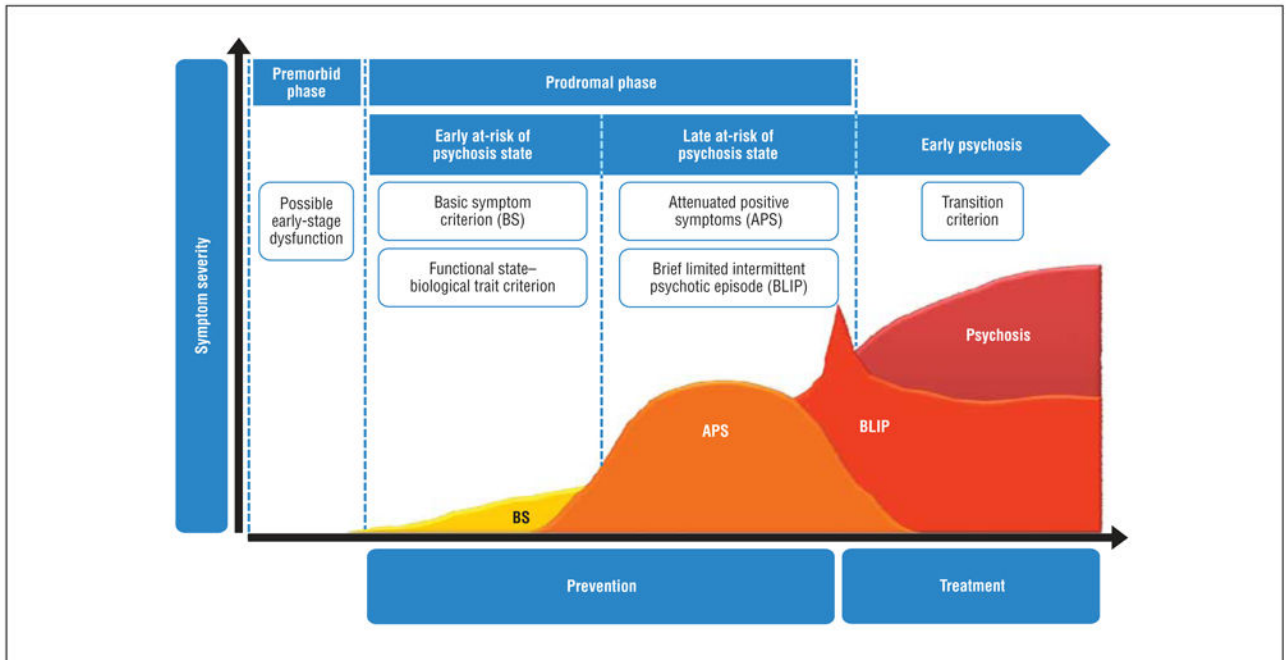 Symptom severity
Premorbid
phase
Prodromal phase
Early at-risk of
psychosis state
Late at-risk of
psychosis state
Early psychosis
Possible
early-stage
dysfunction
Basic symptom
criterion (BS)
Functional state–
biological trait criterion
Attenuated positive
symptoms (APS)
Brief limited intermittent
psychotic episode (BLIP)
Transition
criterion
Psychosis
APS
BLIP
BS
Prevention
Treatment